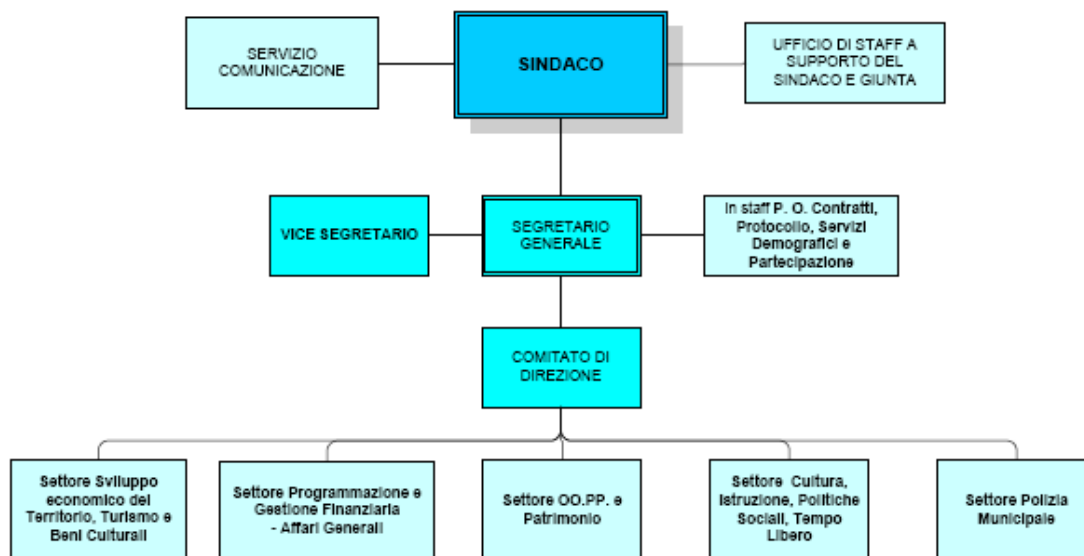 SERVIZIO
COMUNICAZIONE
SINDACO
UFFICIO DI STAFF A
SUPPORTO DEL
SINDACO E GIUNTA
VICE SEGRETARIO
SEGRETARIO
GENERALE
In staff P. O. Contratti,
Protocollo, Servizi
Demografici e
Partecipazione
COMITATO DI
DIREZIONE
Settore Sviluppo
economico del
Territorio, Turismo e
Beni Culturali
Settore Programmazione e
Gestione Finanziaria
- Affari Generali
Settore OO.PP. e
Patrimonio
Settore Cultura,
Istruzione, Politiche
Sociali, Tempo
Libero
Settore Polizia
Municipale